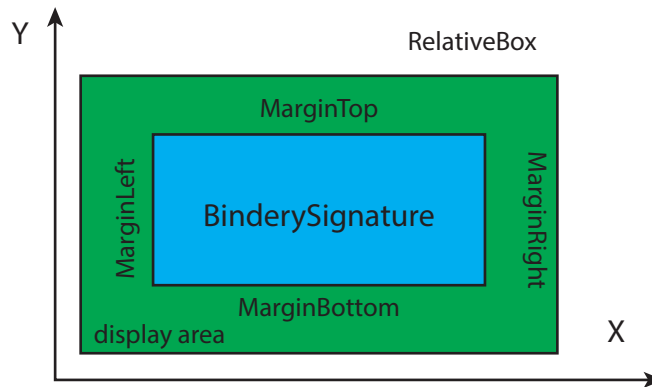 Y
RelativeBox
MarginTop
MarginLeft
BinderySignature
MarginRight
MarginBottom
display area
X